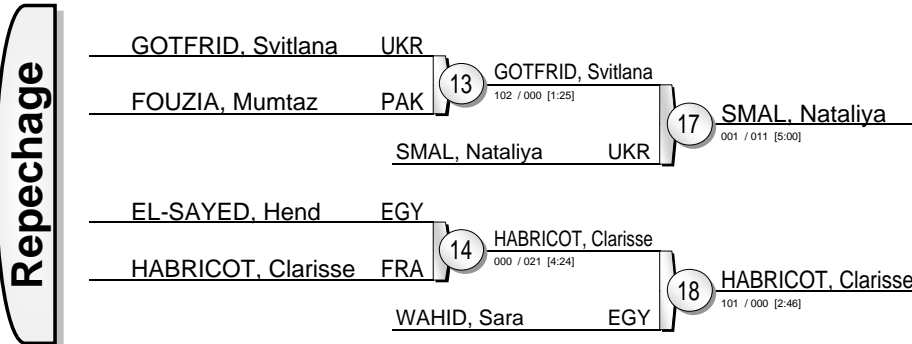 Repechage
GOTFRID, Svitlana UKR
FOUZIA, Mumtaz PAK
13
GOTFRID, Svitlana
102 / 000 [1:25]
SMAL, Nataliya UKR
17
SMAL, Nataliya
001 / 011 [5:00]
EL-SAYED, Hend EGY
HABRICOT, Clarisse FRA
14
HABRICOT, Clarisse
000 / 021 [4:24]
WAHID, Sara EGY
18
HABRICOT, Clarisse
101 / 000 [2:46]